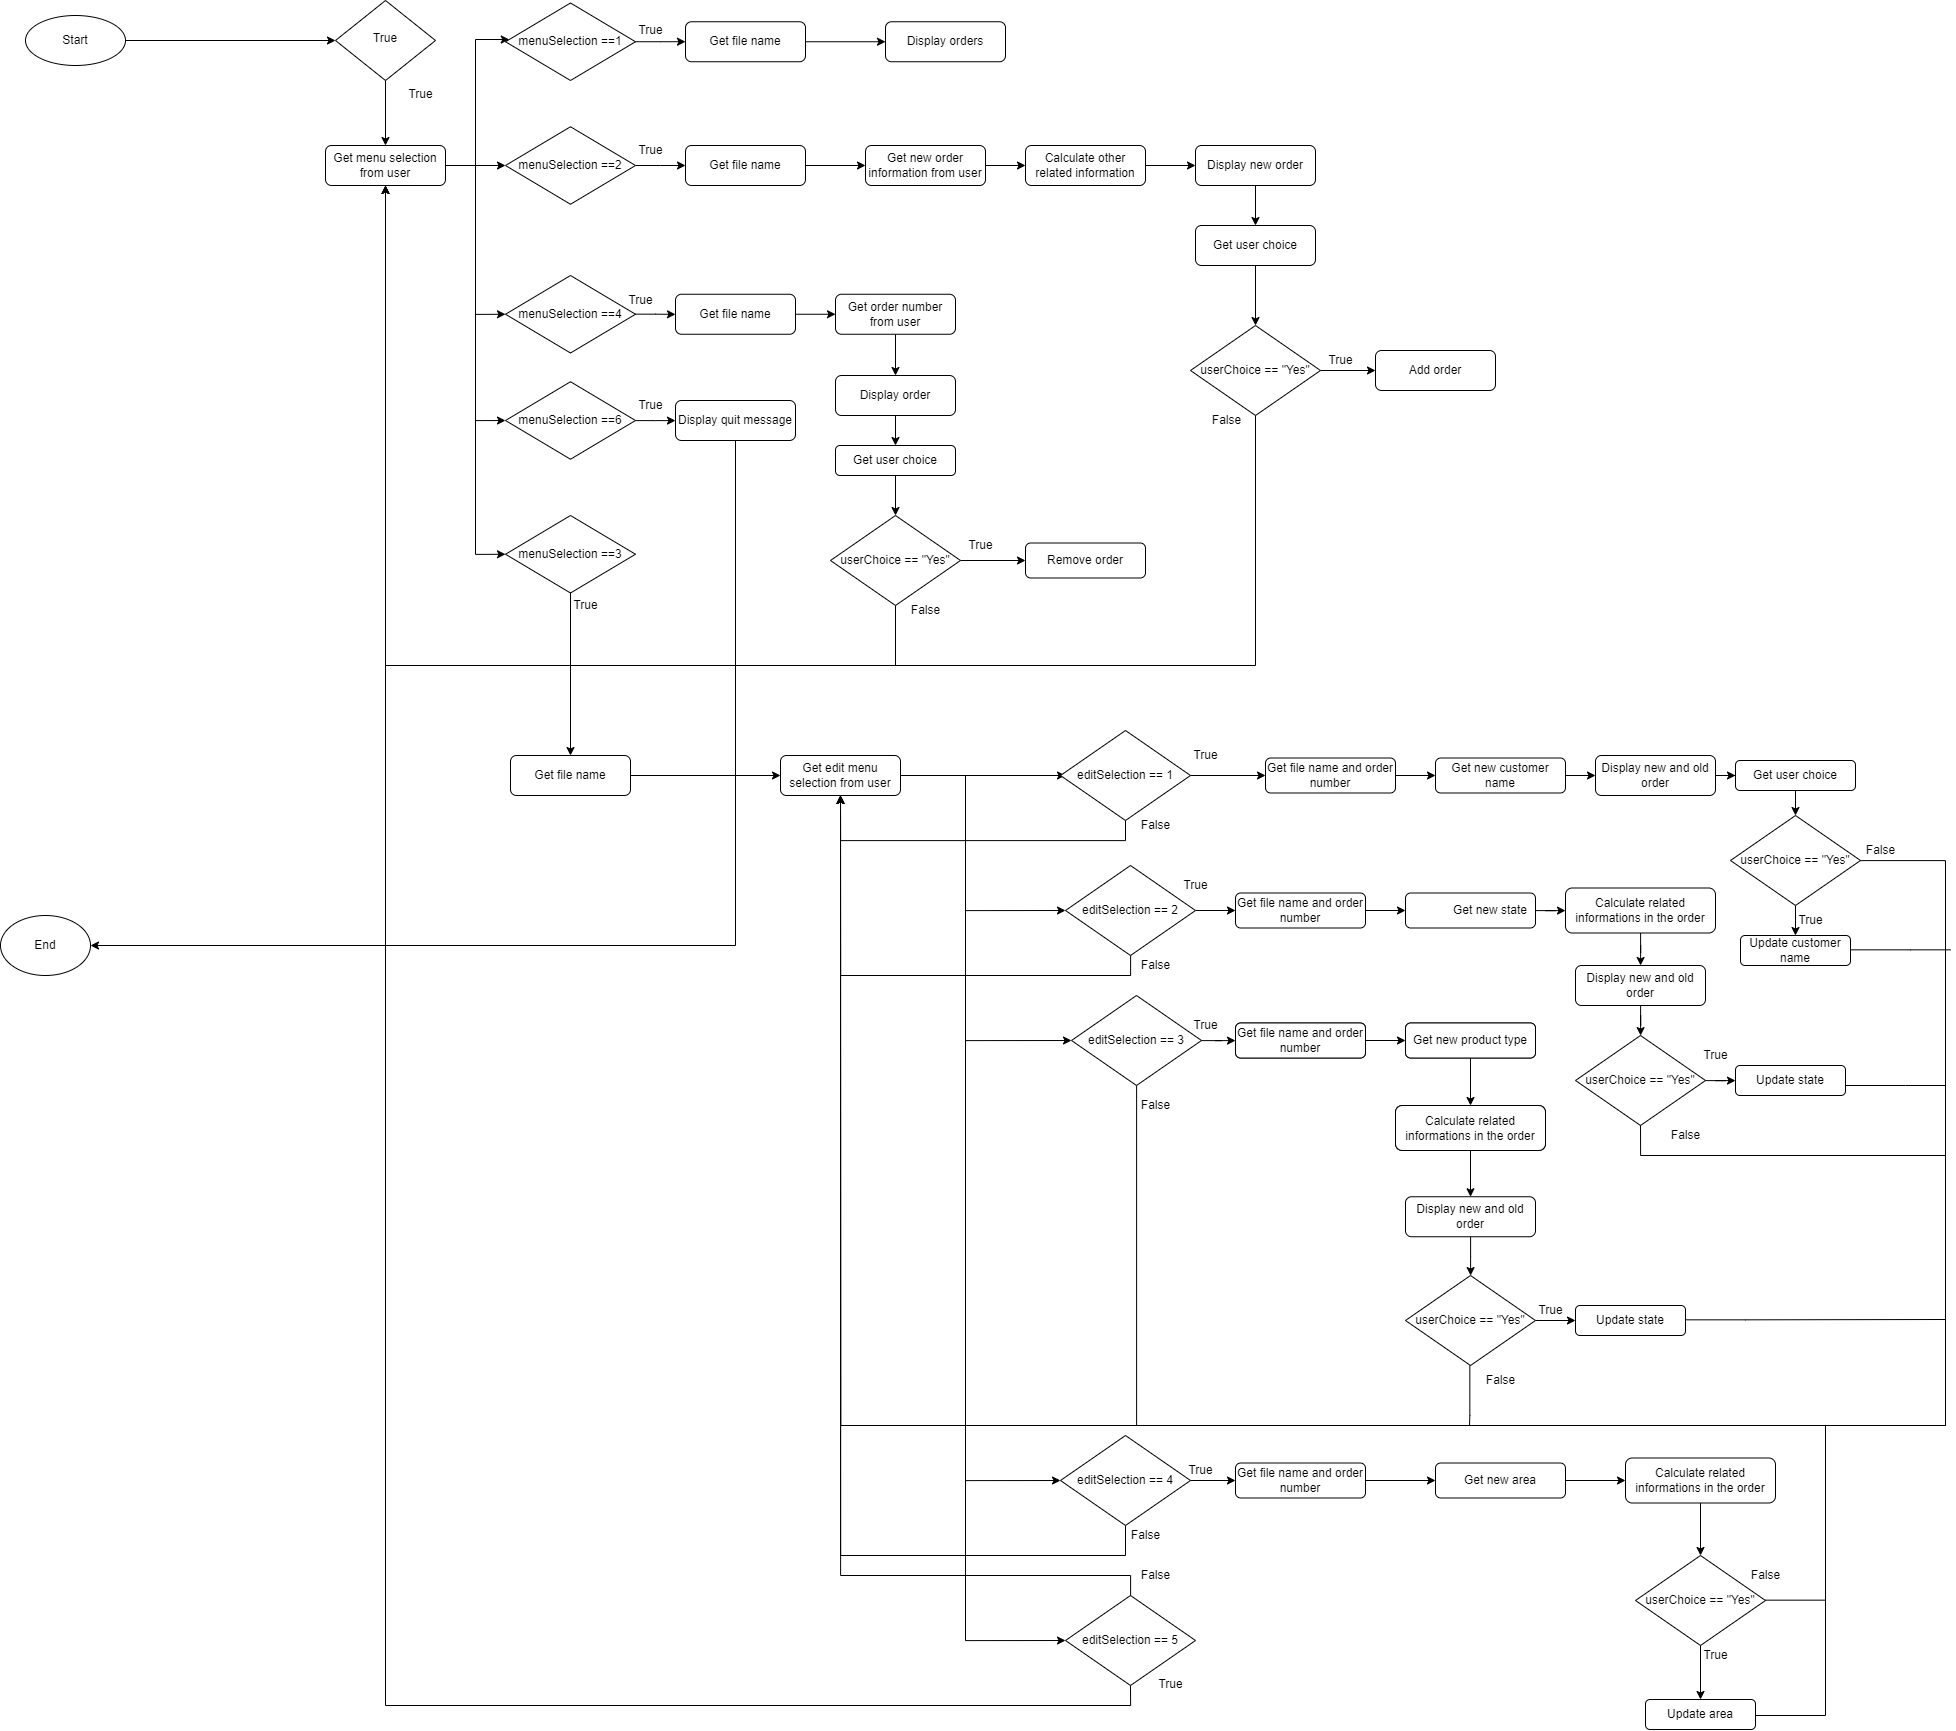 Start
True
True
menuSelection ==1
True
Get file name
Display orders
Get menu selection
from user
menuSelection ==2
True
Get file name
Get new order
information from user
Calculate other
related information
Display new order
Get user choice
userChoice == "Yes"
True
Add order
False
menuSelection ==4
True
Get file name
Get order number
from user
Display order
Get user choice
userChoice == "Yes"
True
Remove order
False
menuSelection ==6
True
Display quit message
menuSelection ==3
True
Get file name
Get edit menu
selection from user
editSelection == 1
True
False
Get file name and order
number
Get new customer
name
Display new and old
order
Get user choice
userChoice == "Yes"
False
True
Update customer
name
End
editSelection == 2
True
False
Get file name and order
number
Get new state
Calculate related
informations in the order
Display new and old
order
userChoice == "Yes"
True
Update state
False
editSelection == 3
True
False
Get file name and order
number
Get new product type
Calculate related
informations in the order
Display new and old
order
userChoice == "Yes"
True
Update state
False
editSelection == 4
True
False
Get file name and order
number
Get new area
Calculate related
informations in the order
userChoice == "Yes"
False
True
Update area
False
editSelection == 5
True